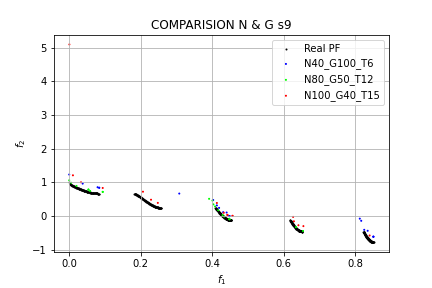 COMPARISION N & G s9
Real PF
N40_G100_T6
N80_G50_T12
N100_G40_T15
5
4
3
2
1
0
−1
f2
0.0 0.2 0.4 0.6 0.8
f1